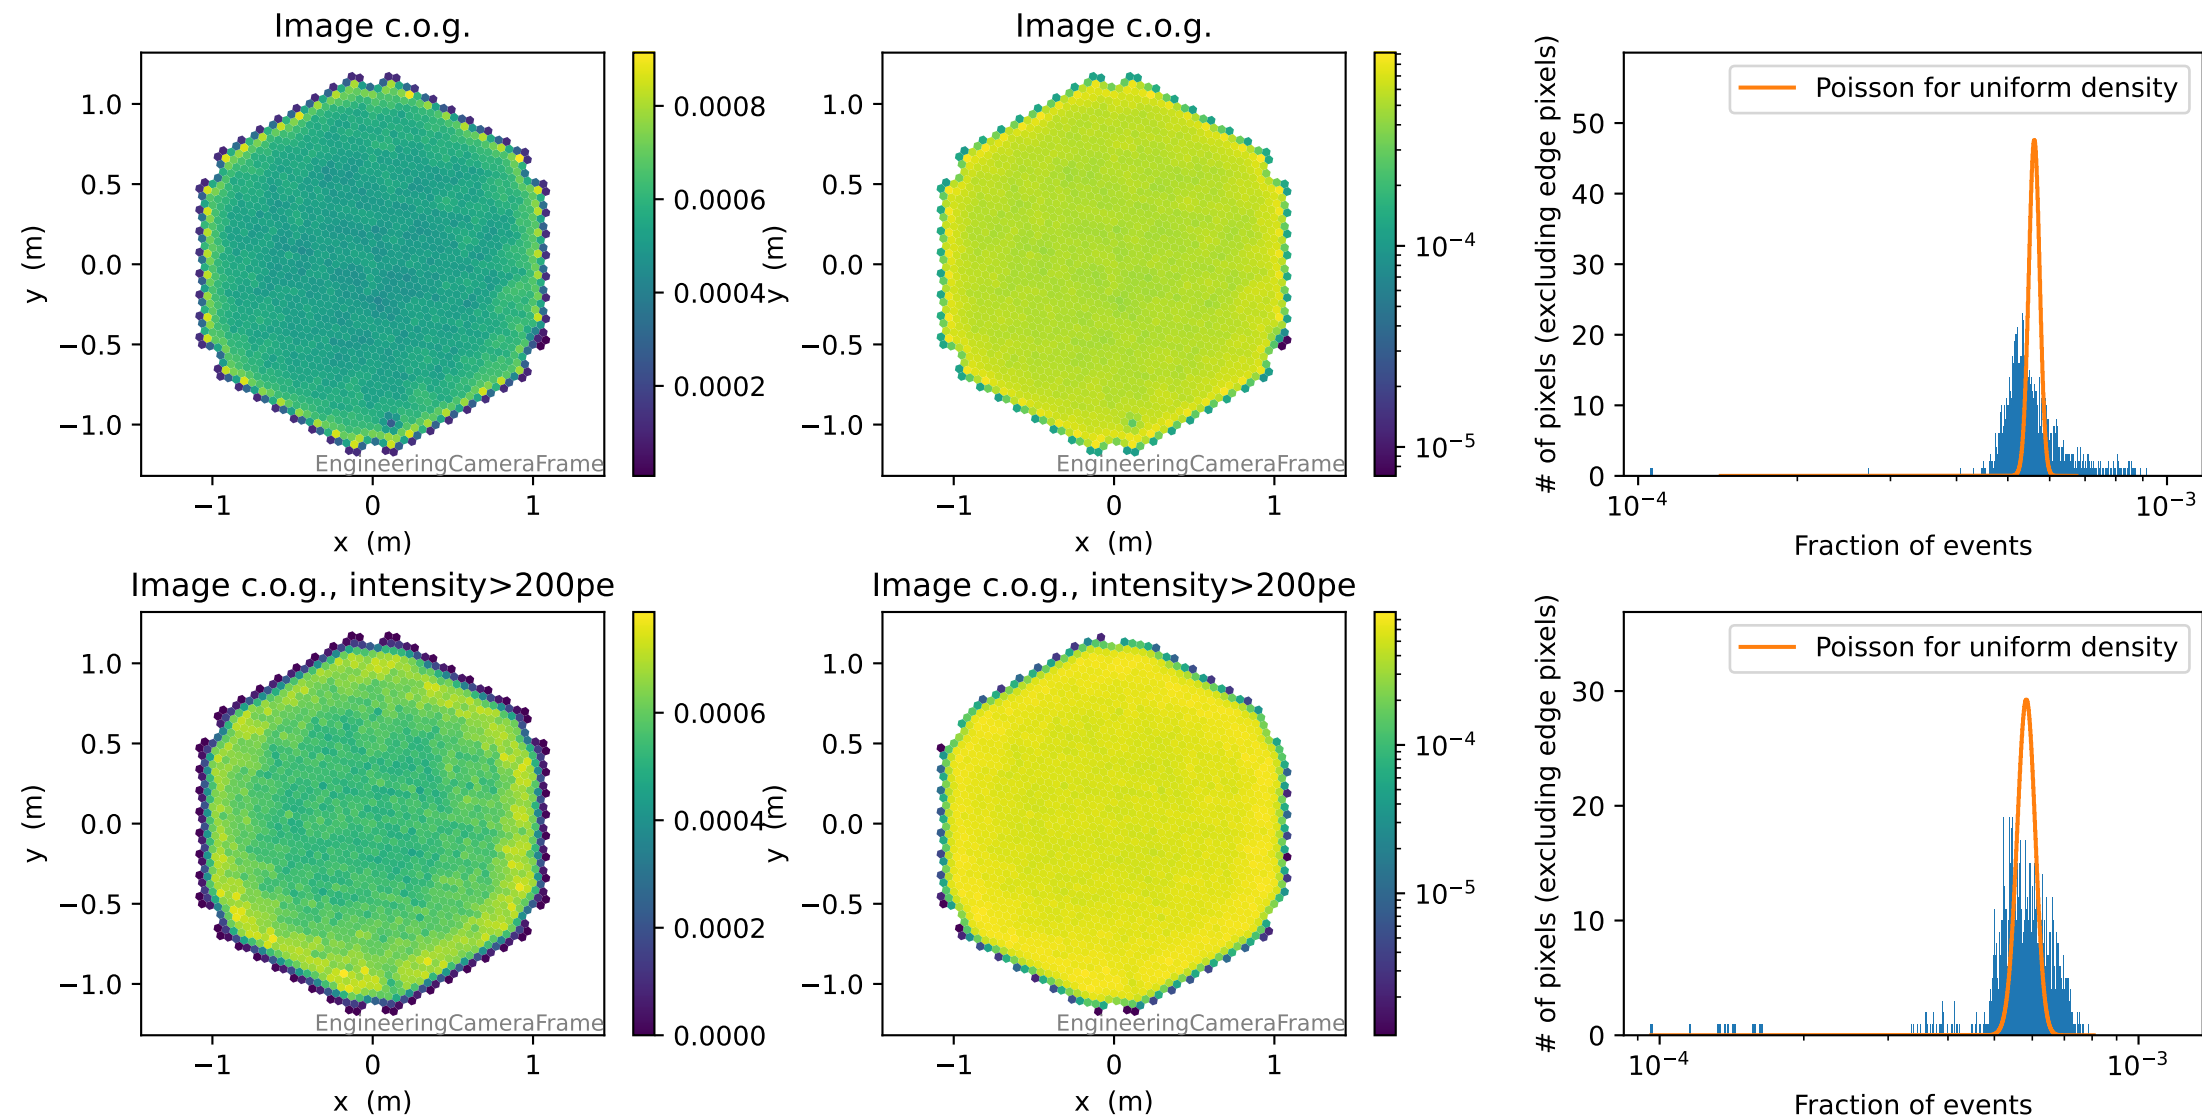 Image c.o.g.
1.0
0.5
0.0
−0.5
−1.0
y (m)
−1
0
1
x (m)
EngineeringCameraFrame
0.0008
0.0006
0.0004
0.0002
Image c.o.g.
1.0
0.5
0.0
−0.5
−1.0
y (m)
−1
0
1
x (m)
EngineeringCameraFrame
10⁻⁴
10⁻⁵
# of pixels (excluding edge pixels)
50
40
30
20
10
0
Poisson for uniform density
10⁻⁴
10⁻³
Fraction of events
Image c.o.g., intensity>200pe
1.0
0.5
0.0
−0.5
−1.0
y (m)
−1
0
1
x (m)
EngineeringCameraFrame
0.0006
0.0004
0.0002
0.0000
Image c.o.g., intensity>200pe
1.0
0.5
0.0
−0.5
−1.0
y (m)
−1
0
1
x (m)
EngineeringCameraFrame
10⁻⁴
10⁻⁵
# of pixels (excluding edge pixels)
30
20
10
0
Poisson for uniform density
10⁻⁴
10⁻³
Fraction of events